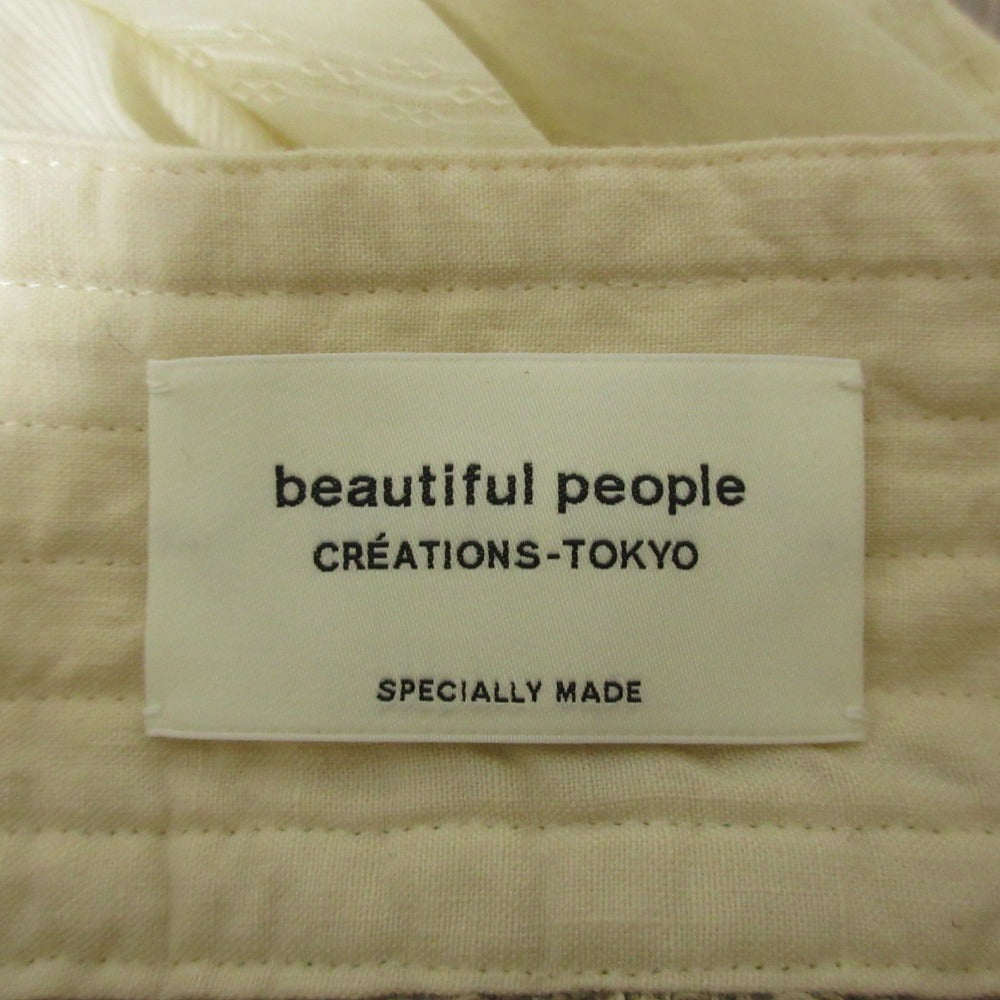 beautiful people
CRÉATIONS-TOKYO
SPECIALLY MADE